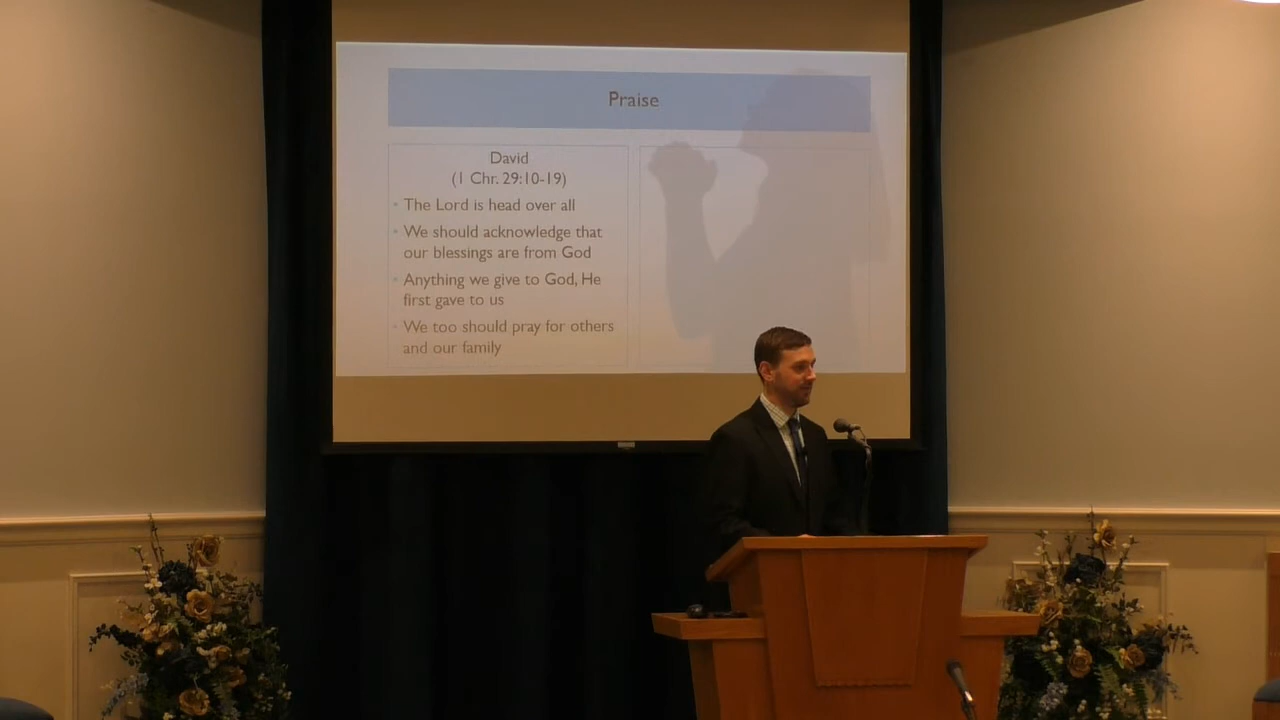 Praise
David
(1 Chr. 29:10-19)
• The Lord is head over all
• We should acknowledge that
our blessings are from God
• Anything we give to God, He
first gave to us
• We too should pray for others
and our family